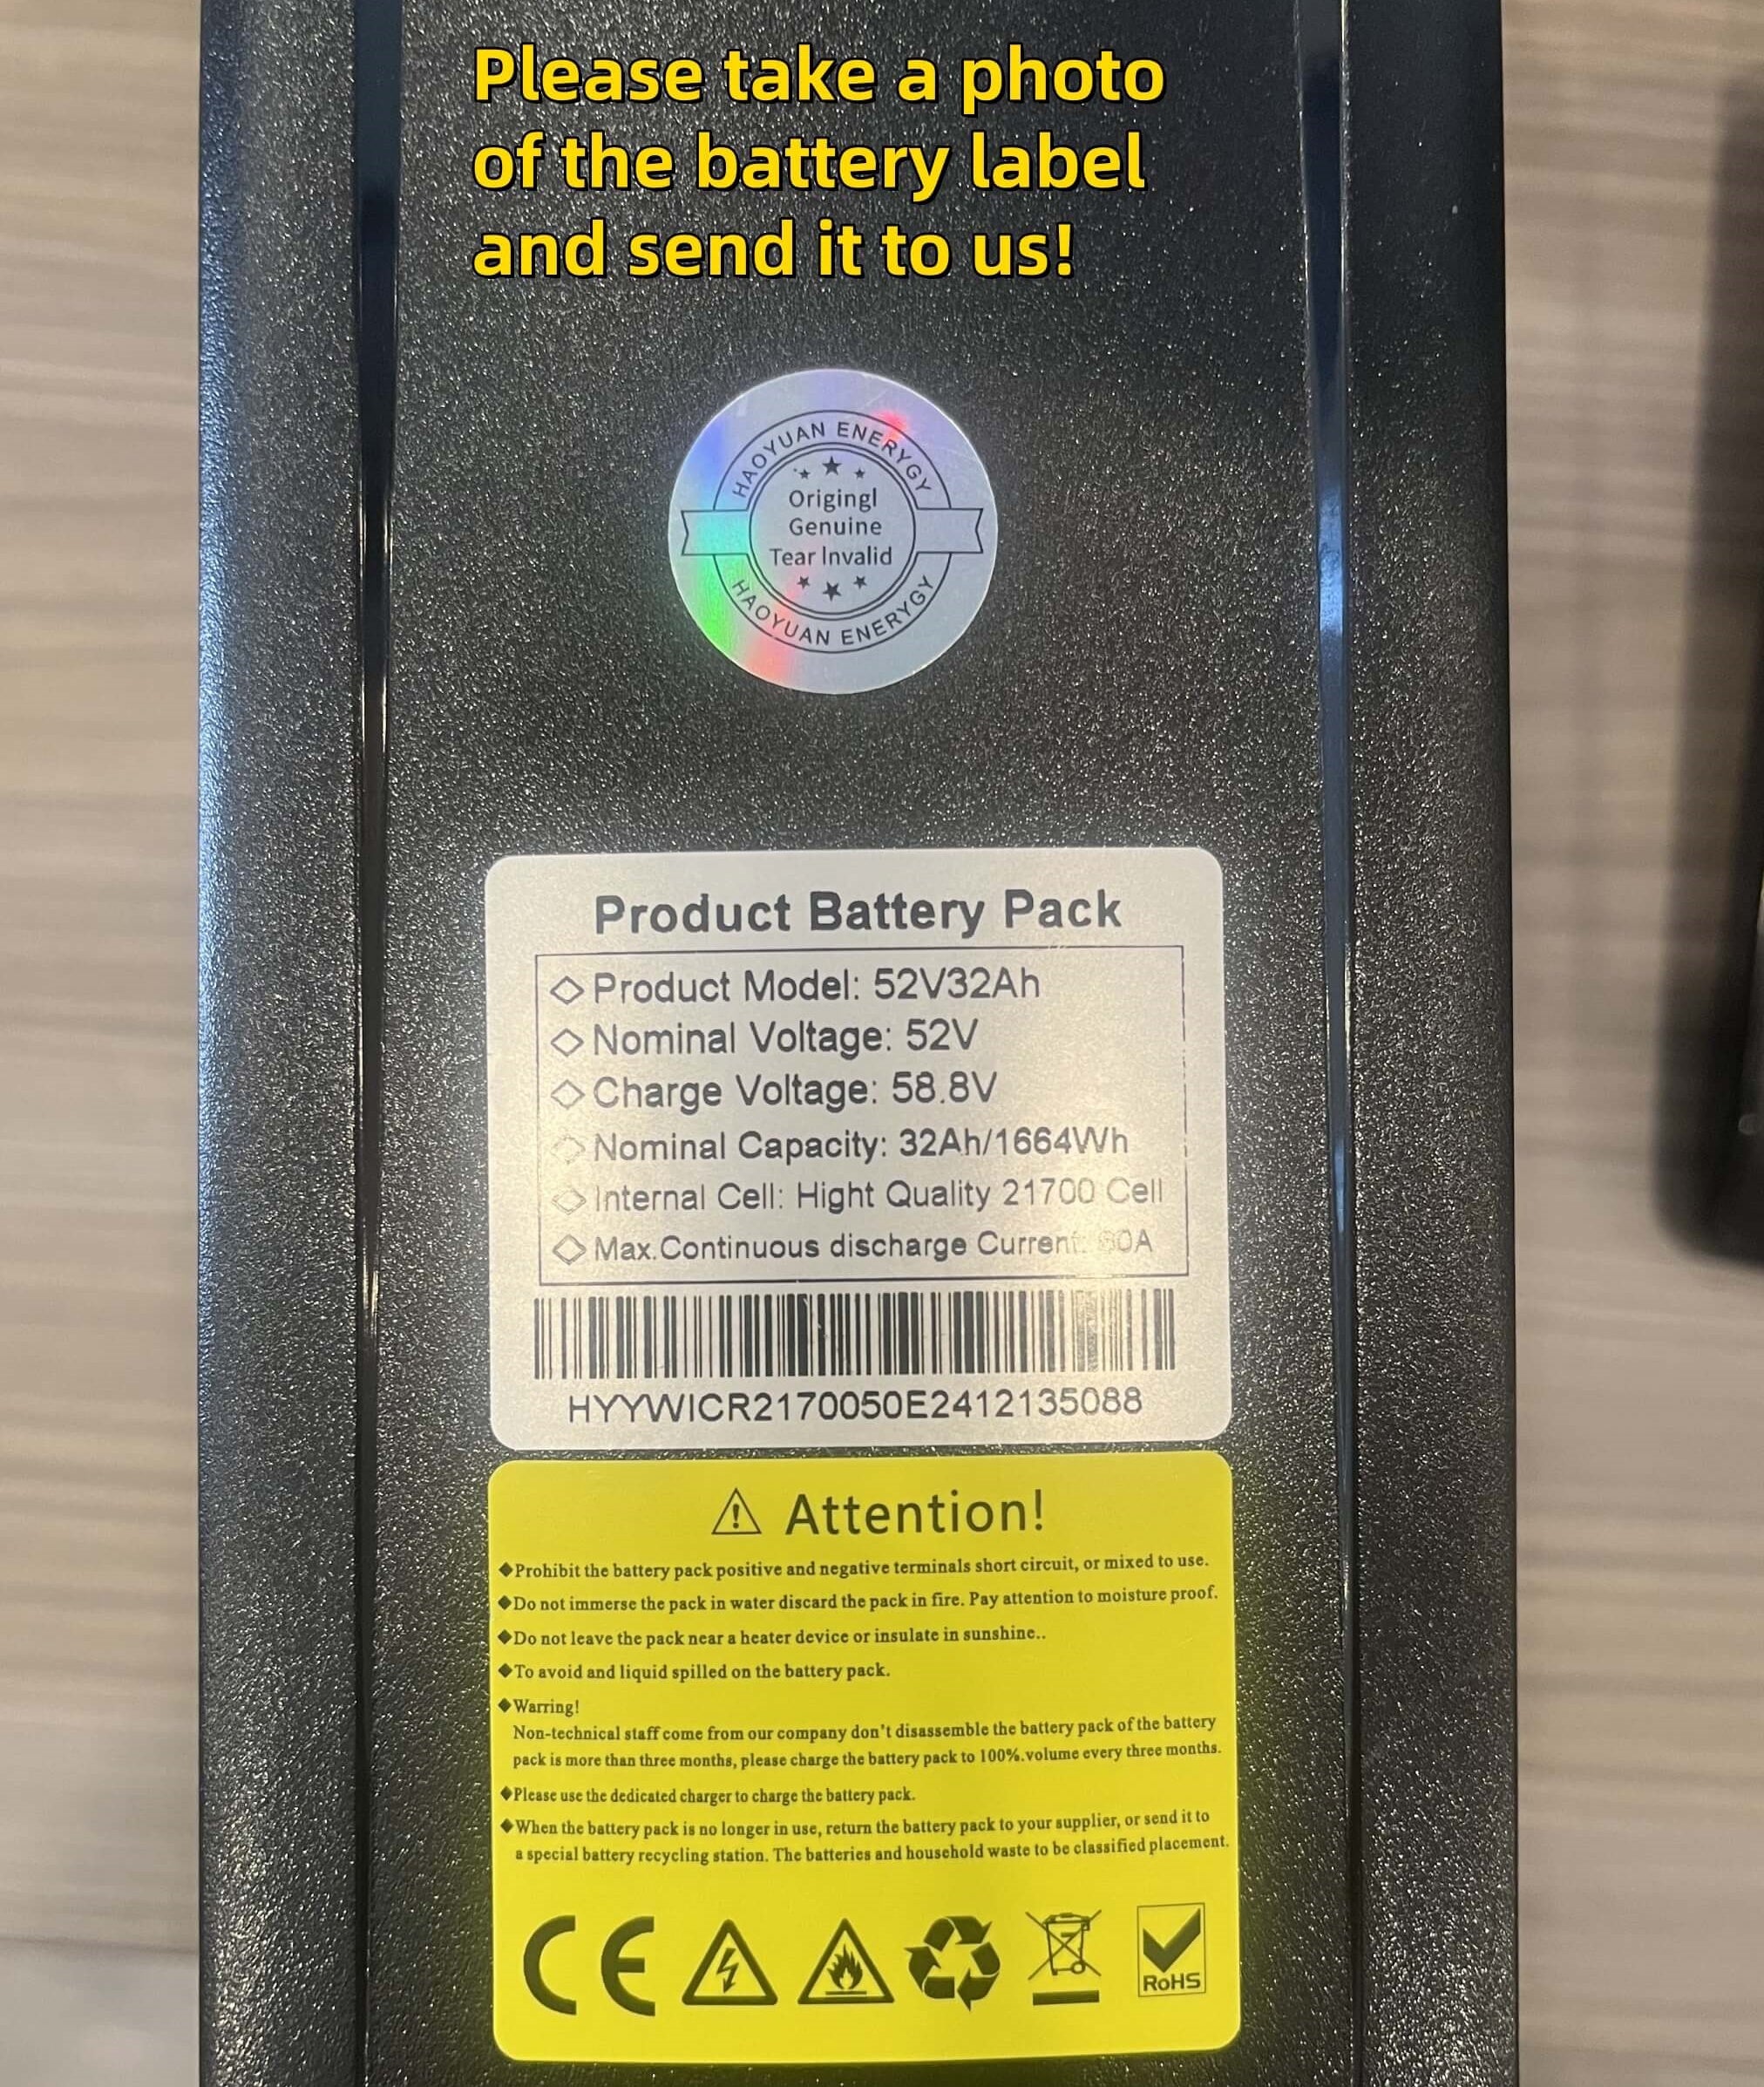 Please take a photo
of the battery label
and send it to us!
HAOYUAN ENERYGY
Origingl
Genuine
Tear Invalid
HAOYUAN ENERYGY
Product Battery Pack
◇ Product Model: 52V32Ah
◇ Nominal Voltage: 52V
◇ Charge Voltage: 58.8V
◇ Nominal Capacity: 32Ah/1664Wh
◇ Internal Cell: Hight Quality 21700 Cell
◇ Max.Continuous discharge Current:
HYYWICR2170050E2412135088
⚠ Attention!
◆Prohibit the battery pack positive and negative terminals short circuit, or mixed to use.
◆Do not immerse the pack in water discard the pack in fire. Pay attention to moisture proof.
◆Do not leave the pack near a heater device or insulate in sunshine..
◆To avoid and liquid spilled on the battery pack.
◆Warring!
Non-technical staff come from our company don't disassemble the battery pack of the battery
pack is more than three months, please charge the battery pack to 100%.volume every three months.
◆Please use the dedicated charger to charge the battery pack.
◆When the battery pack is no longer in use, return the battery pack to your supplier, or send it to
a special battery recycling station. The batteries and household waste to be classified placement.
CE
RoHS